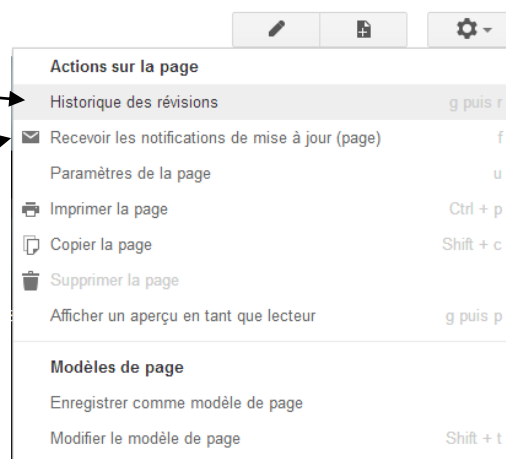 Actions sur la page
Historique des révisions g puis r
Recevoir les notifications de mise à jour (page) f
Paramètres de la page u
Imprimer la page Ctrl + p
Copier la page Shift + c
Supprimer la page
Afficher un aperçu en tant que lecteur g puis p
Modèles de page
Enregistrer comme modèle de page
Modifier le modèle de page Shift + t